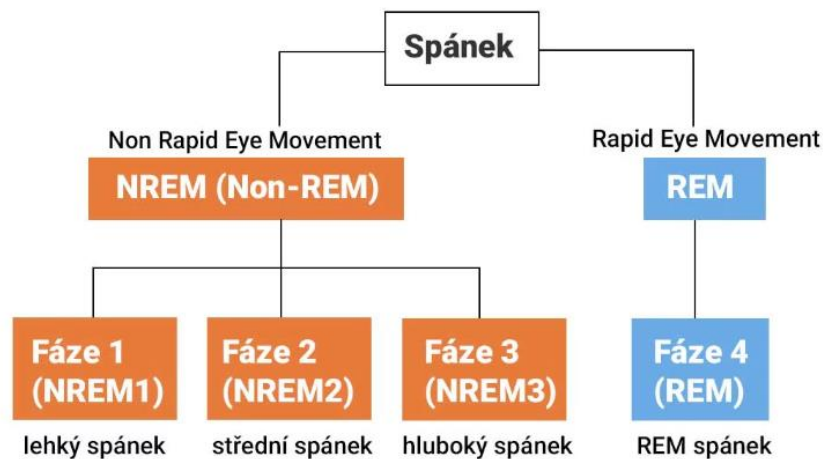 Spánek
Non Rapid Eye Movement
Rapid Eye Movement
NREM (Non-REM)
REM
Fáze 1
(NREM1)
Fáze 2
(NREM2)
Fáze 3
(NREM3)
Fáze 4
(REM)
lehký spánek
střední spánek
hluboký spánek
REM spánek